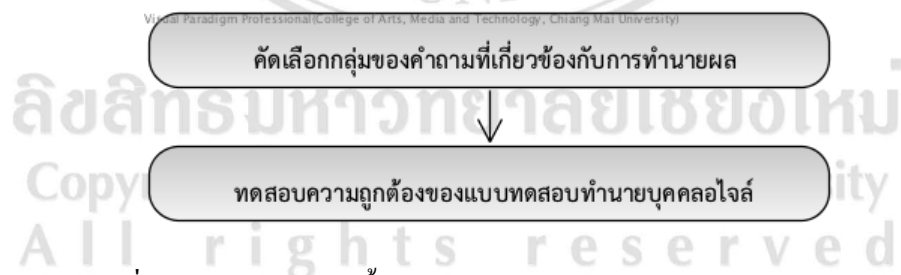 Visual Paradigm Professional(College of Arts, Media and Technology, Chiang Mai University)
คัดเลือกกลุ่มของคำถามที่เกี่ยวข้องกับการทำนายผล
ลิขสิทธิ์มหาวิทยาลัยเชียงใหม่
ทดสอบความถูกต้องของแบบทดสอบทำนายบุคคลอไจล์
All rights reserved